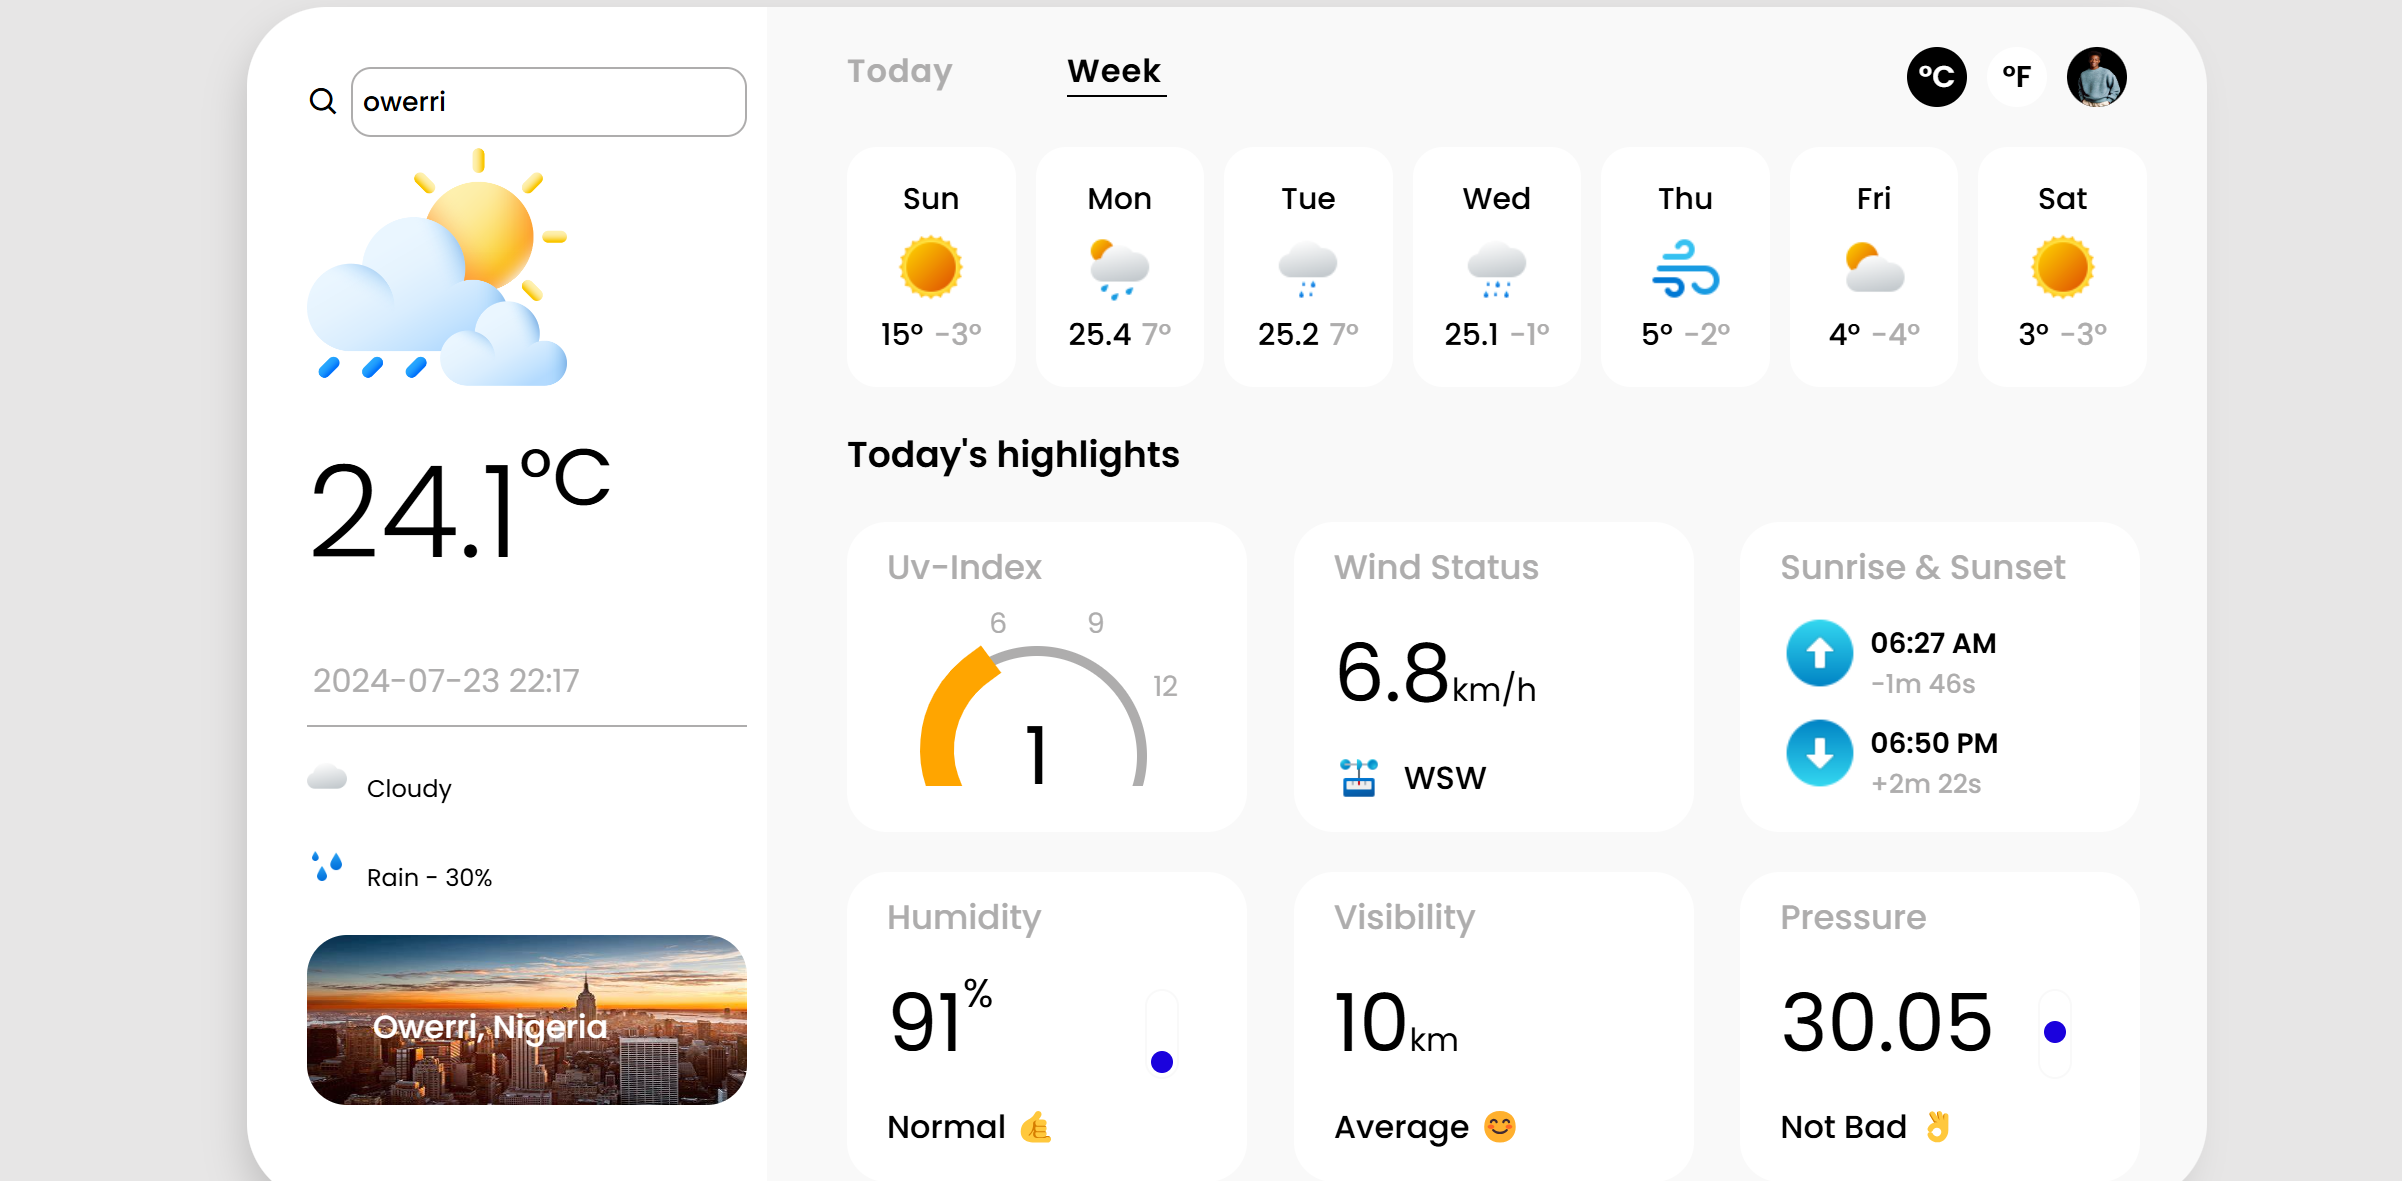 owerri
24.1°C
2024-07-23 22:17
Cloudy
Rain - 30%
Owerri, Nigeria
Today Week
°C °F
Sun Mon Tue Wed Thu Fri Sat
15° -3° 25.4 7° 25.2 7° 25.1 -1° 5° -2° 4° -4° 3° -3°
Today's highlights
Uv-Index
6 9
12
1
Wind Status
6.8km/h
WSW
Sunrise & Sunset
06:27 AM
-1m 46s
06:50 PM
+2m 22s
Humidity
91%
Normal
Visibility
10km
Average
Pressure
30.05
Not Bad